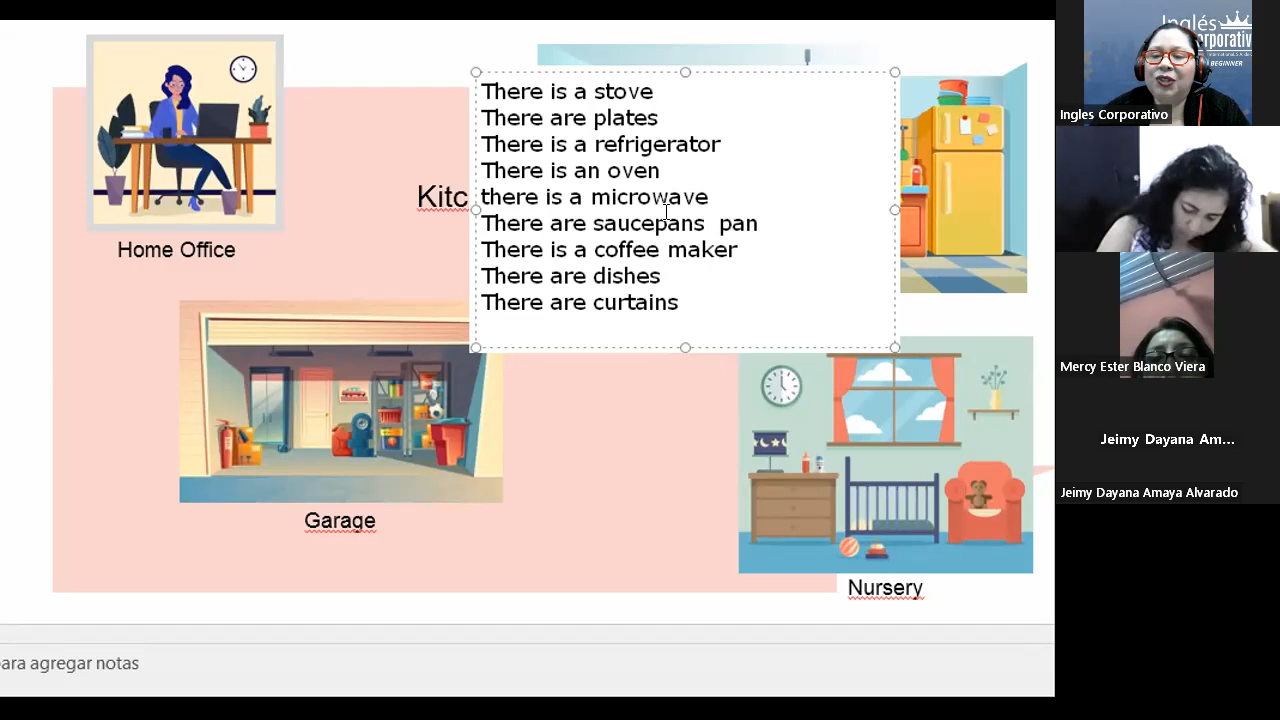 There is a stove
There are plates
There is a refrigerator
There is an oven
there is a microwave
There are saucepans  pan
There is a coffee maker
There are dishes
There are curtains
Kitc
Home Office
Garage
Nursery
ara agregar notas
Inglés
orporativ
BEGINNER
Ingles Corporativo
Mercy Ester Blanco Viera
Jeimy Dayana Am...
Jeimy Dayana Amaya Alvarado